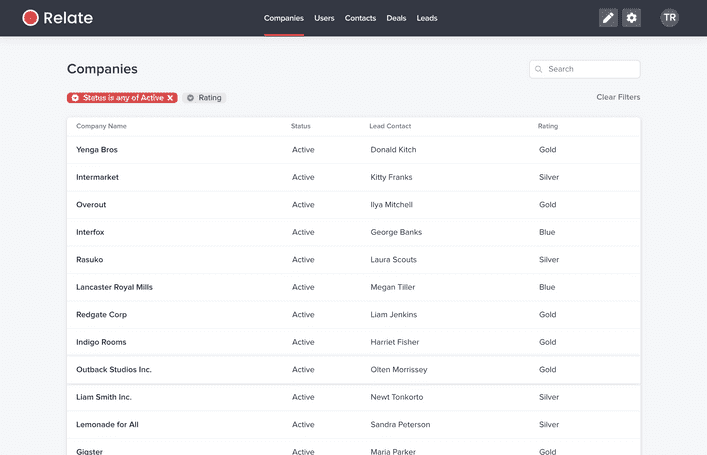 Relate Companies Users Contacts Deals Leads TR
Companies
Search
Status is any of Active x Rating
Clear Filters
Company Name Status Lead Contact Rating
Yenga Bros Active Donald Kitch Gold
Intermarket Active Kitty Franks Silver
Overout Active Ilya Mitchell Gold
Interfox Active George Banks Blue
Rasuko Active Laura Scouts Silver
Lancaster Royal Mills Active Megan Tiller Blue
Redgate Corp Active Liam Jenkins Gold
Indigo Rooms Active Harriet Fisher Gold
Outback Studios Inc. Active Olten Morrissey Gold
Liam Smith Inc. Active Newt Tonkorto Silver
Lemonade for All Active Sandra Peterson Silver
Gigster Active Maria Parker Gold